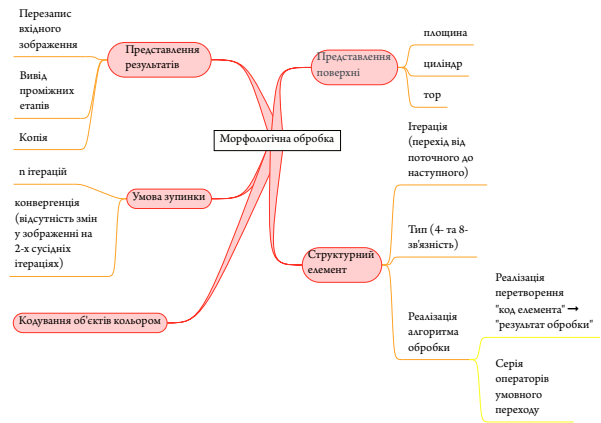 Перезапис
вхідного
зображення
Вивід
проміжних
етапів
Копія
Представлення
результатів
n ітерацій
конвергенція
(відсутність змін
у зображенні на
2-х сусідніх
ітераціях)
Умова зупинки
Кодування об'єктів кольором
Морфологічна обробка
Представлення
поверхні
площина
циліндр
тор
Структурний
елемент
Ітерація
(перехід від
поточного до
наступного)
Тип (4- та 8-
зв'язність)
Реалізація
алгоритма
обробки
Реалізація
перетворення
"код елемента" →
"результат обробки"
Серія
операторів
умовного
переходу